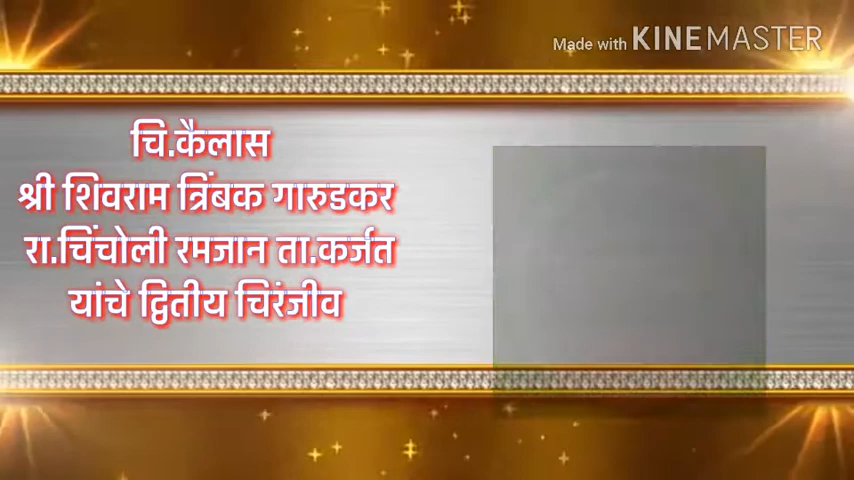 Made with KINEMASTER
चि.कैलास
श्री शिवराम त्रिंबक गारुडकर
रा.चिंचोली रमजान ता.कर्जत
यांचे द्वितीय चिरंजीव